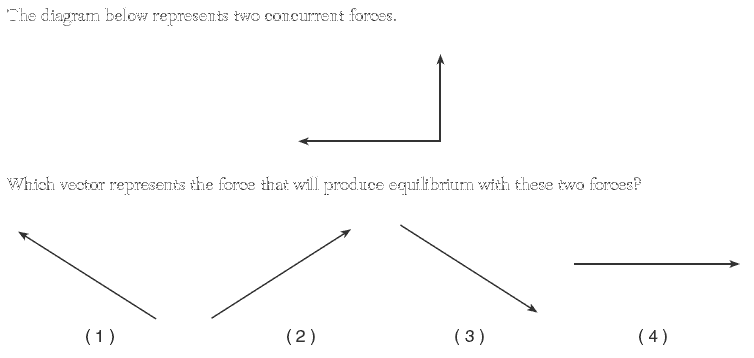 The diagram below represents two concurrent forces.
Which vector represents the force that will produce equilibrium with these two forces?
( 1 ) ( 2 ) ( 3 ) ( 4 )